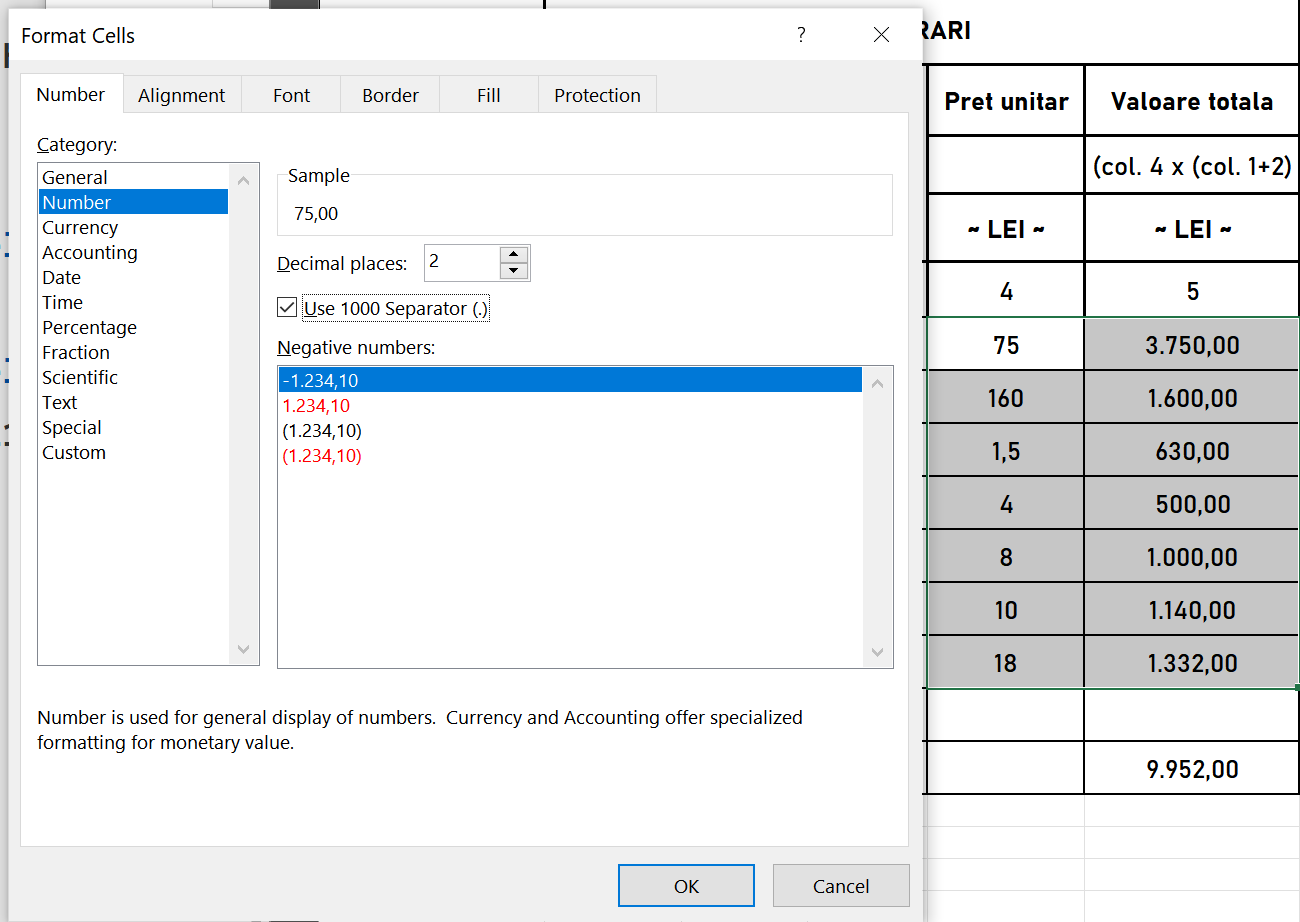 Format Cells
?
Number
Alignment
Font
Border
Fill
Protection
Category:
General
Number
Currency
Accounting
Date
Time
Percentage
Fraction
Scientific
Text
Special
Custom
Sample
75,00
Decimal places:
2
Use 1000 Separator (.)
Negative numbers:
-1.234,10
1.234,10
(1.234,10)
(1.234,10)
Number is used for general display of numbers.  Currency and Accounting offer specialized
formatting for monetary value.
OK
Cancel
RARI
Pret unitar
Valoare totala
(col. 4 x (col. 1+2)
~ LEI ~
~ LEI ~
4
5
75
3.750,00
160
1.600,00
1,5
630,00
4
500,00
8
1.000,00
10
1.140,00
18
1.332,00
9.952,00